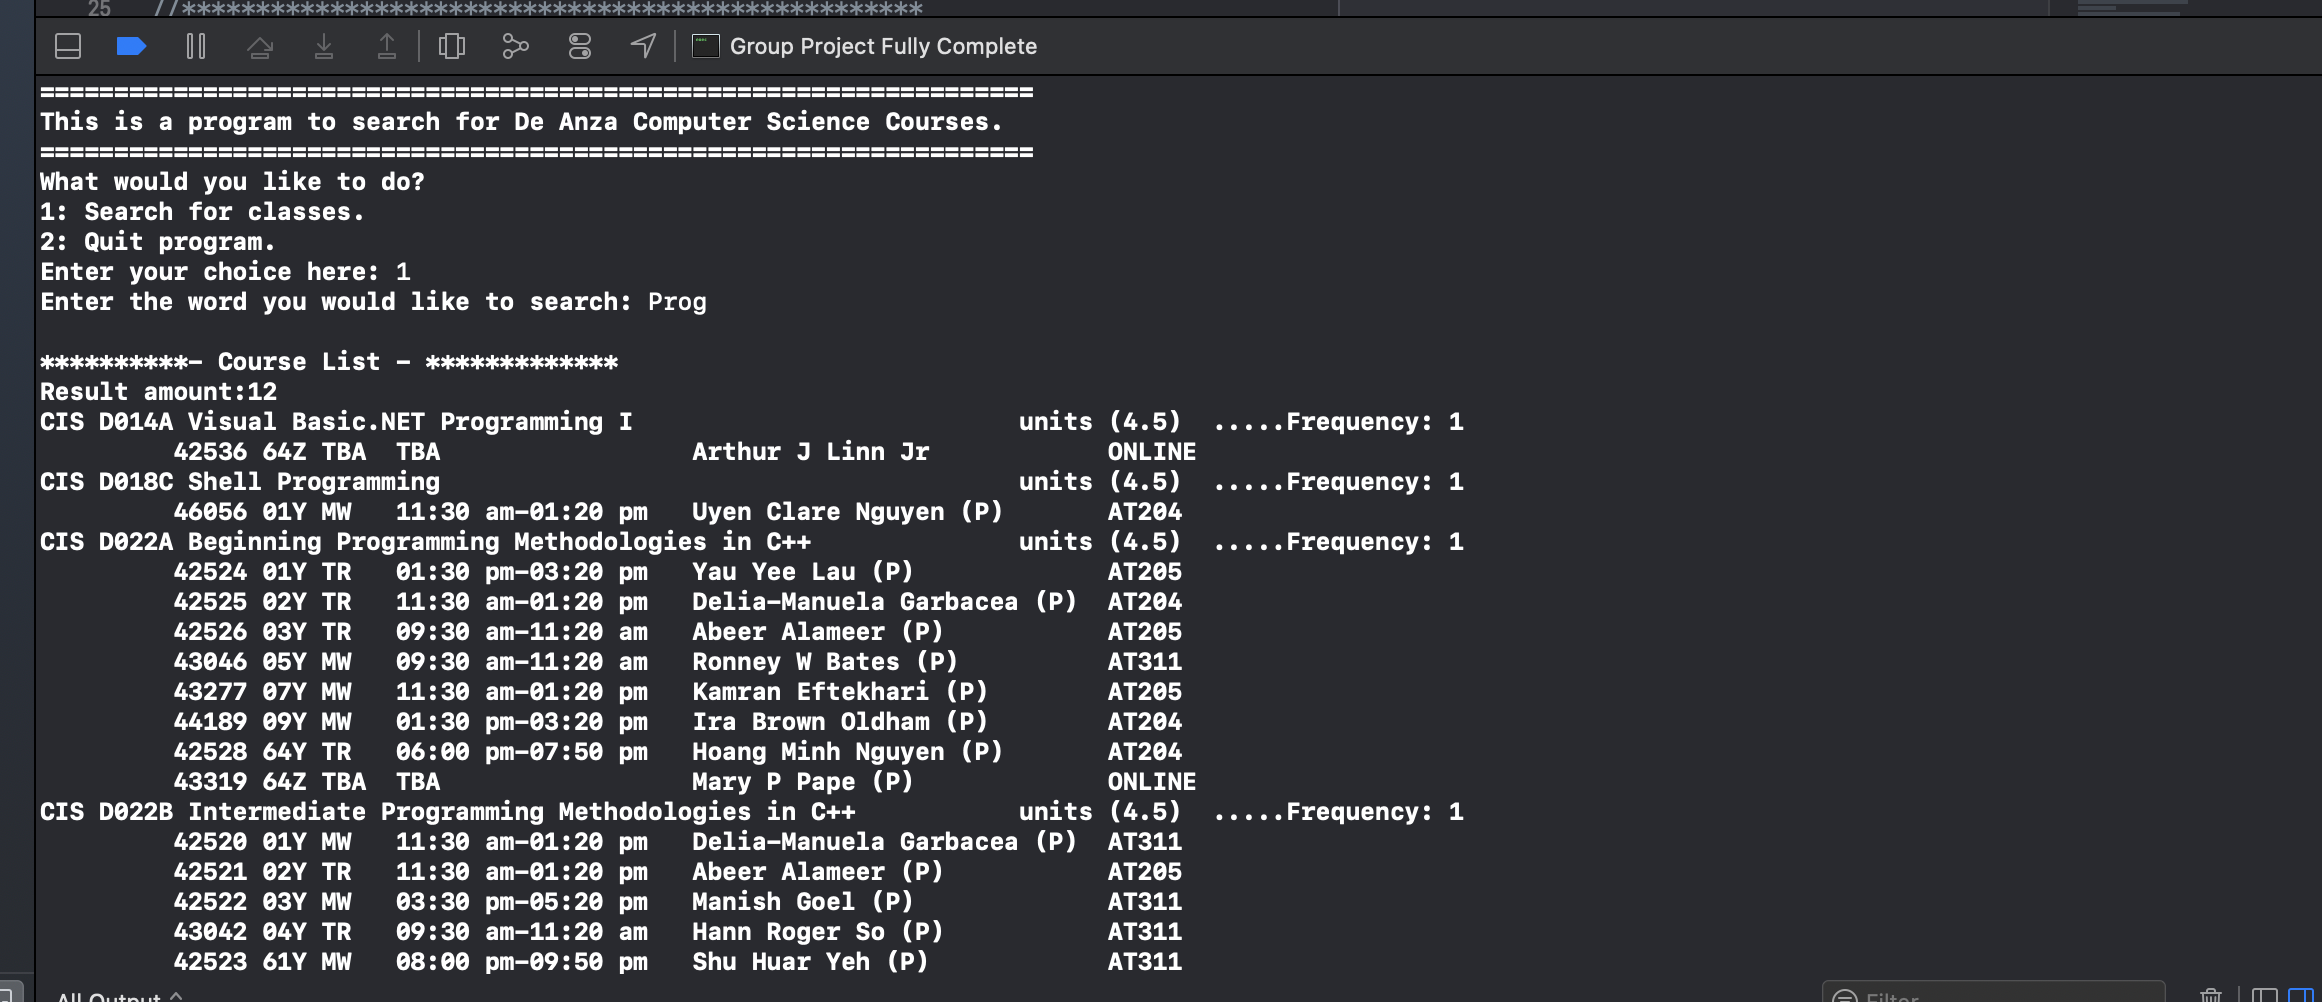 25 //**************************************************
Group Project Fully Complete
===================================================================
This is a program to search for De Anza Computer Science Courses.
===================================================================
What would you like to do?
1: Search for classes.
2: Quit program.
Enter your choice here: 1
Enter the word you would like to search: Prog
**********- Course List - *************
Result amount:12
CIS D014A Visual Basic.NET Programming I units (4.5) .....Frequency: 1
42536 64Z TBA TBA Arthur J Linn Jr ONLINE
CIS D018C Shell Programming units (4.5) .....Frequency: 1
46056 01Y MW 11:30 am-01:20 pm Uyen Clare Nguyen (P) AT204
CIS D022A Beginning Programming Methodologies in C++ units (4.5) .....Frequency: 1
42524 01Y TR 01:30 pm-03:20 pm Yau Yee Lau (P) AT205
42525 02Y TR 11:30 am-01:20 pm Delia-Manuela Garbacea (P) AT204
42526 03Y TR 09:30 am-11:20 am Abeer Alameer (P) AT205
43046 05Y MW 09:30 am-11:20 am Ronney W Bates (P) AT311
43277 07Y MW 11:30 am-01:20 pm Kamran Eftekhari (P) AT205
44189 09Y MW 01:30 pm-03:20 pm Ira Brown Oldham (P) AT204
42528 64Y TR 06:00 pm-07:50 pm Hoang Minh Nguyen (P) AT204
43319 64Z TBA TBA Mary P Pape (P) ONLINE
CIS D022B Intermediate Programming Methodologies in C++ units (4.5) .....Frequency: 1
42520 01Y MW 11:30 am-01:20 pm Delia-Manuela Garbacea (P) AT311
42521 02Y TR 11:30 am-01:20 pm Abeer Alameer (P) AT205
42522 03Y MW 03:30 pm-05:20 pm Manish Goel (P) AT311
43042 04Y TR 09:30 am-11:20 am Hann Roger So (P) AT311
42523 61Y MW 08:00 pm-09:50 pm Shu Huar Yeh (P) AT311
All Output Filter